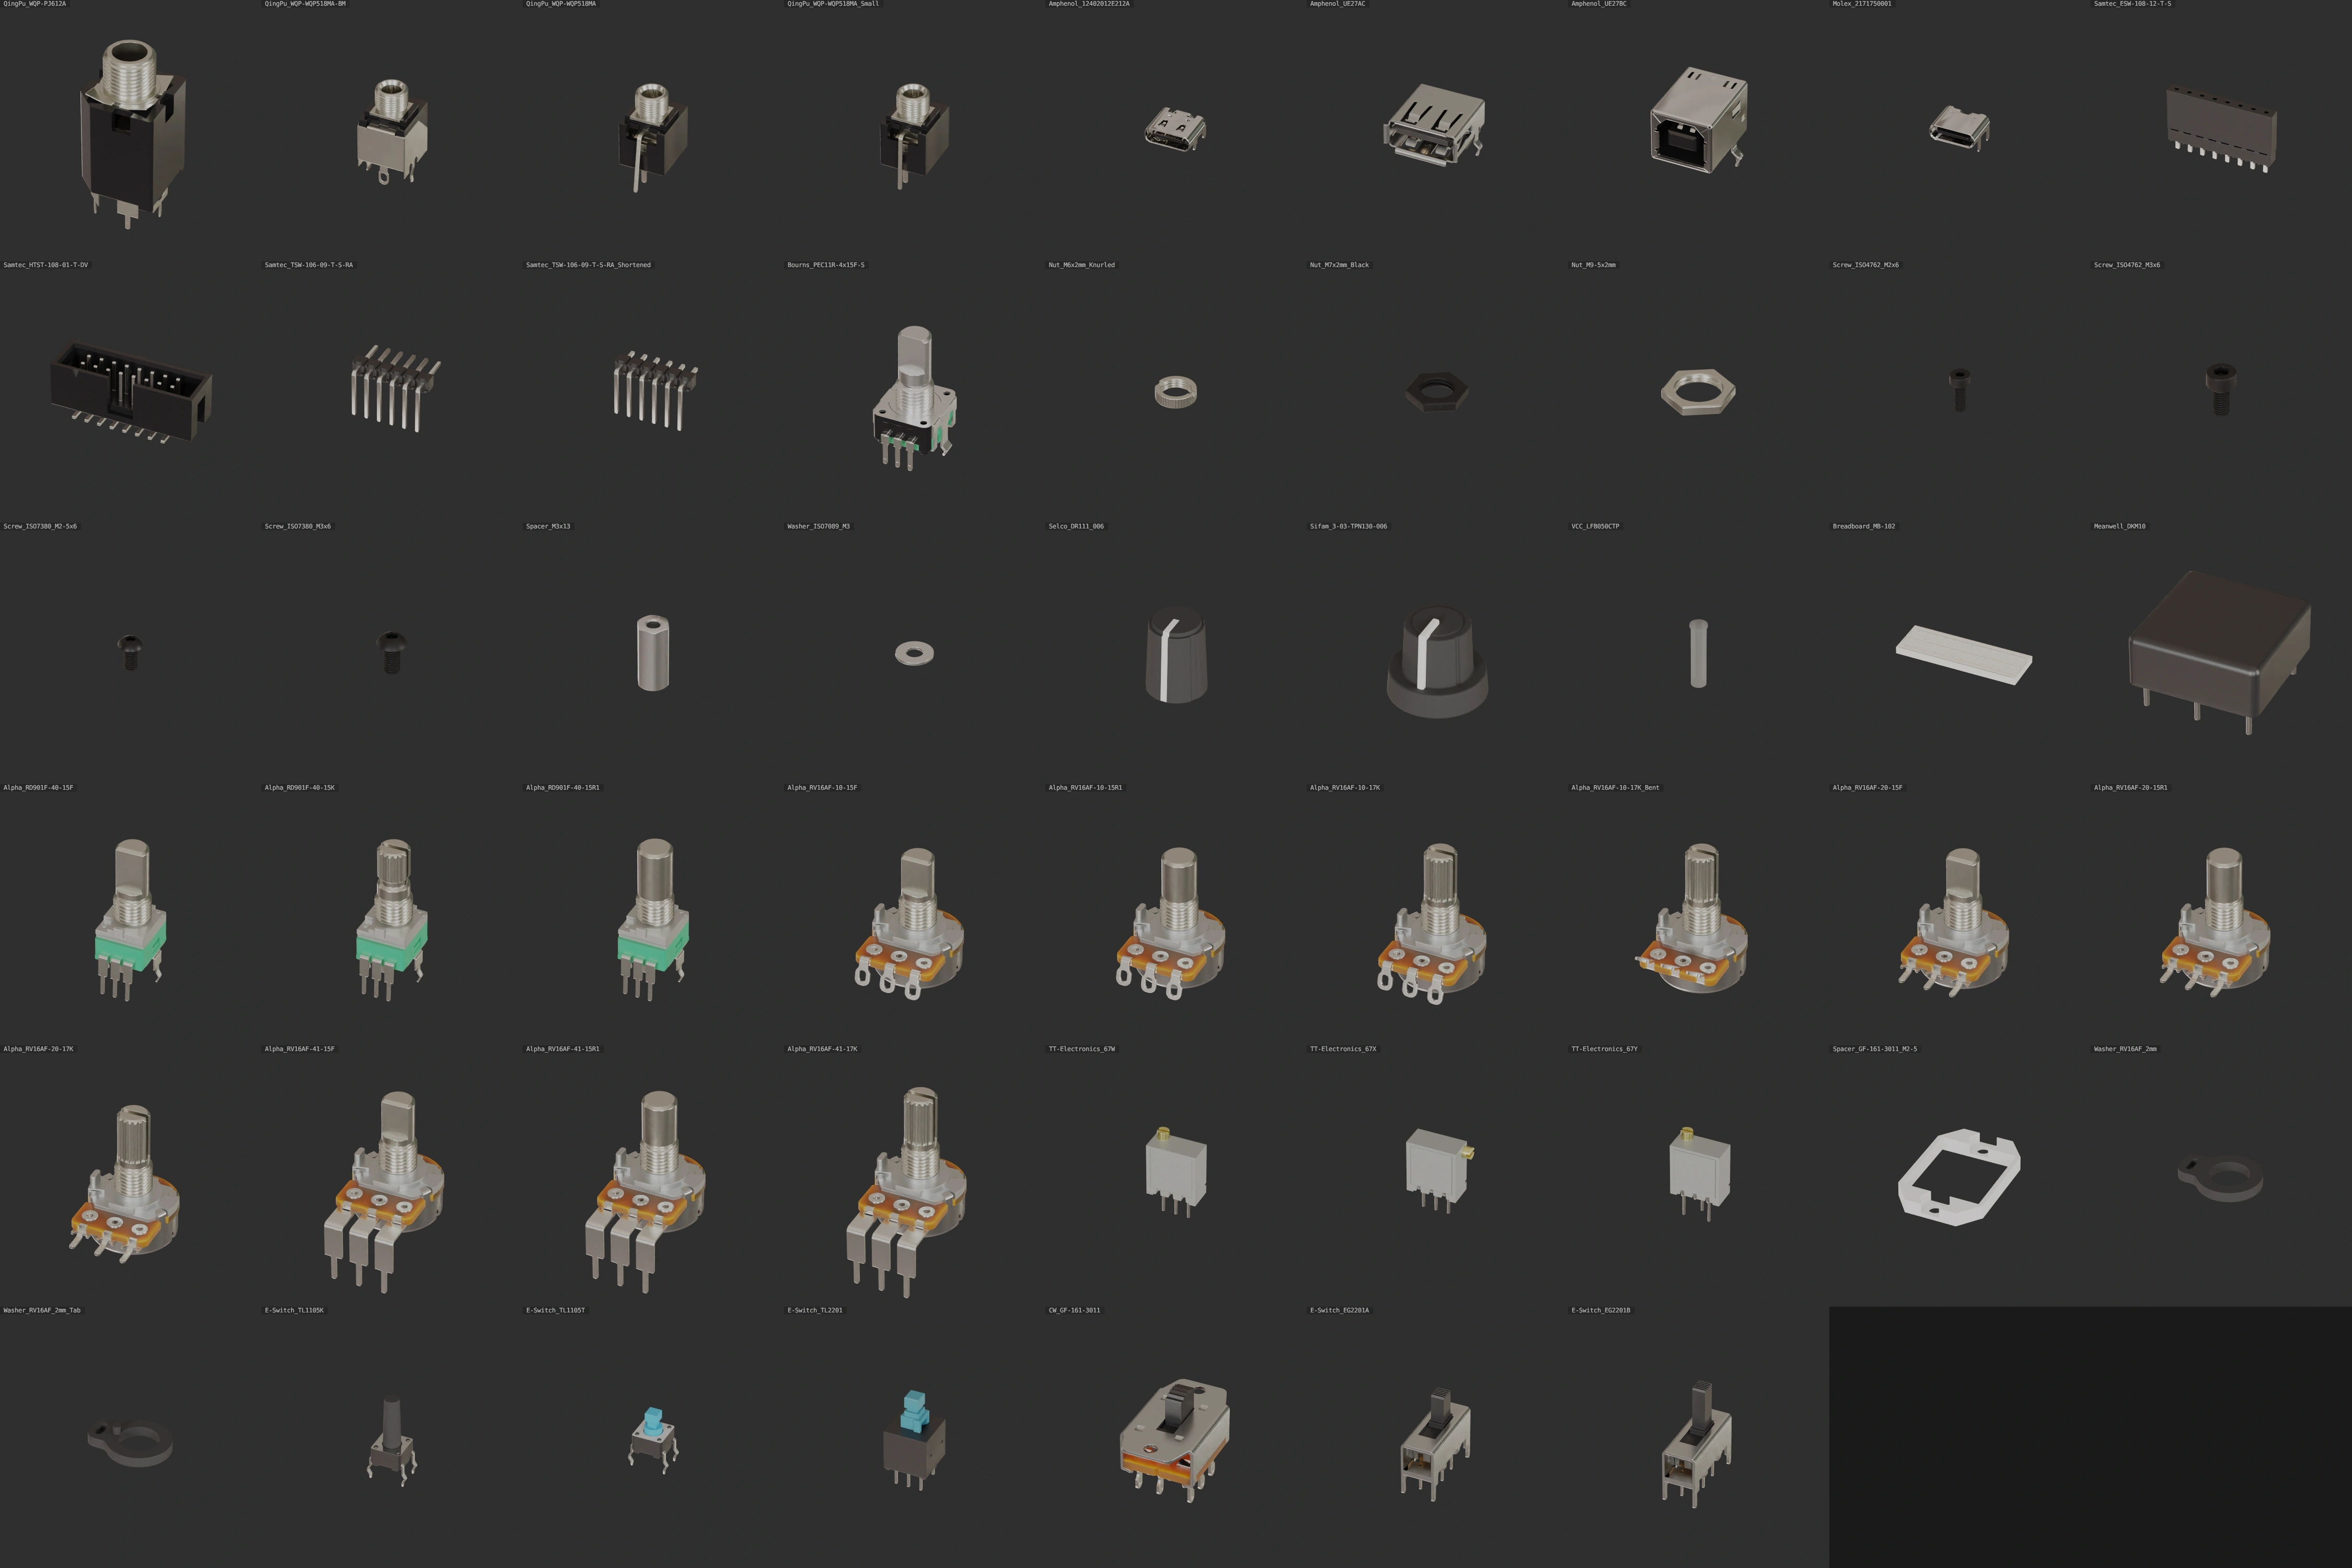 QingPu_WQP-PJ612A
QingPu_WQP-WQP518MA-BM
QingPu_WQP-WQP518MA
QingPu_WQP-WQP518MA_Small
Amphenol_12402012E212A
Amphenol_UE27AC
Amphenol_UE27BC
Molex_2171750001
Samtec_ESW-108-12-T-S
Samtec_HTST-108-01-T-DV
Samtec_TSW-106-09-T-S-RA
Samtec_TSW-106-09-T-S-RA_Shortened
Bourns_PEC11R-4x15F-S
Nut_M6x2mm_Knurled
Nut_M7x2mm_Black
Nut_M9-5x2mm
Screw_ISO4762_M2x6
Screw_ISO4762_M3x6
Screw_ISO7380_M2-5x6
Screw_ISO7380_M3x6
Spacer_M3x13
Washer_ISO7089_M3
Selco_DR111_006
Sifam_3-03-TPN130-006
VCC_LFB050CTP
Breadboard_MB-102
Meanwell_DKM10
Alpha_RD901F-40-15F
Alpha_RD901F-40-15K
Alpha_RD901F-40-15R1
Alpha_RV16AF-10-15F
Alpha_RV16AF-10-15R1
Alpha_RV16AF-10-17K
Alpha_RV16AF-10-17K_Bent
Alpha_RV16AF-20-15F
Alpha_RV16AF-20-15R1
Alpha_RV16AF-20-17K
Alpha_RV16AF-41-15F
Alpha_RV16AF-41-15R1
Alpha_RV16AF-41-17K
TT-Electronics_67W
TT-Electronics_67X
TT-Electronics_67Y
Spacer_GF-161-3011_M2-5
Washer_RV16AF_2mm
Washer_RV16AF_2mm_Tab
E-Switch_TL1105K
E-Switch_TL1105T
E-Switch_TL2201
CW_GF-161-3011
E-Switch_EG2201A
E-Switch_EG2201B